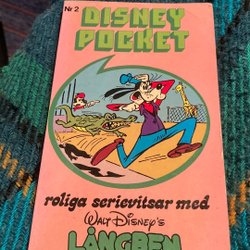 Nr 2
DISNEY
POCKET
roliga serievitsar med
WALT DISNEY's
LÅNGBEN